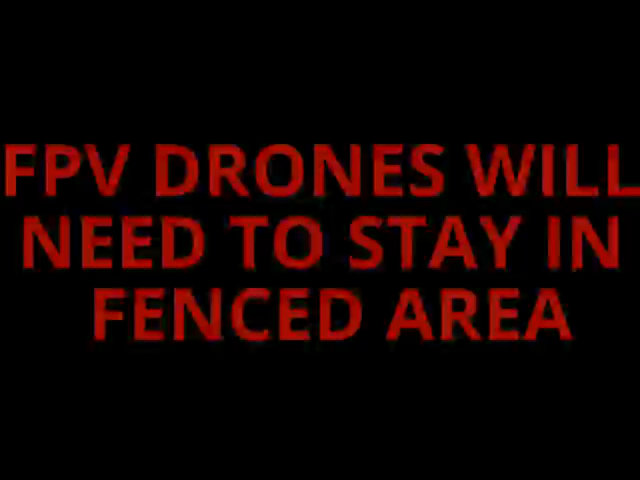 FPV DRONES WILL
NEED TO STAY IN
FENCED AREA